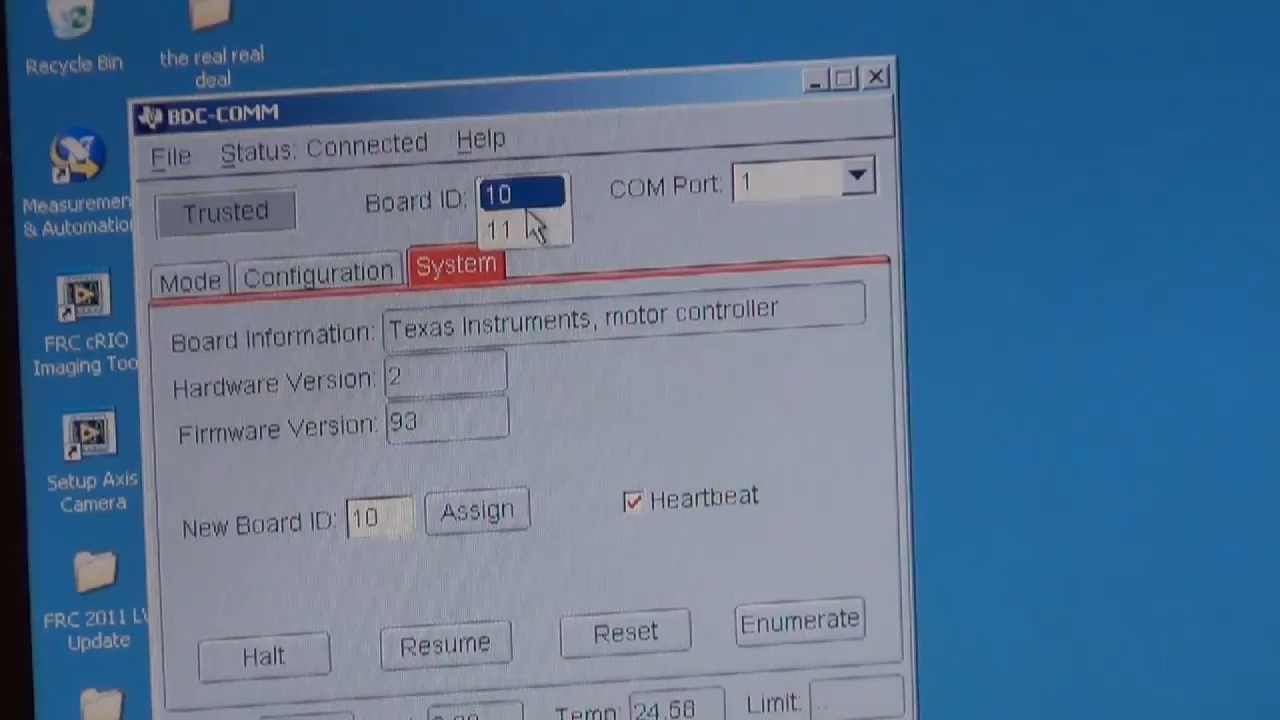 Recycle Bin
the real real
deal
BDC-COMM
File Status: Connected Help
Trusted Board ID: 10 COM Port: 1
11
Measuremen
& Automatio
Mode Configuration System
Board Information: Texas Instruments, motor controller
Hardware Version: 2
Firmware Version: 93
FRC cRIO
Imaging Too
Setup Axis
Camera
New Board ID: 10 Assign Heartbeat
FRC 2011 LV
Update
Halt Resume Reset Enumerate
Temp: 24.58 Limit: